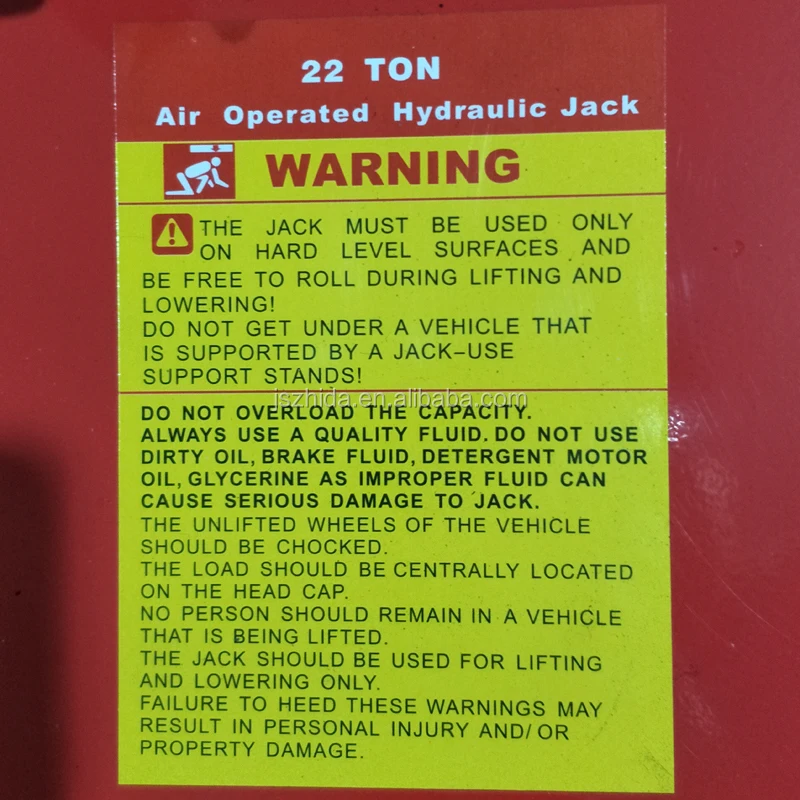 22 TON
Air Operated Hydraulic Jack
WARNING
THE JACK MUST BE USED ONLY
ON HARD LEVEL SURFACES AND
BE FREE TO ROLL DURING LIFTING AND
LOWERING!
DO NOT GET UNDER A VEHICLE THAT
IS SUPPORTED BY A JACK–USE
SUPPORT STANDS!
jszhida.en.alibaba.com
DO NOT OVERLOAD THE CAPACITY.
ALWAYS USE A QUALITY FLUID. DO NOT USE
DIRTY OIL, BRAKE FLUID, DETERGENT MOTOR
OIL, GLYCERINE AS IMPROPER FLUID CAN
CAUSE SERIOUS DAMAGE TO JACK.
THE UNLIFTED WHEELS OF THE VEHICLE
SHOULD BE CHOCKED.
THE LOAD SHOULD BE CENTRALLY LOCATED
ON THE HEAD CAP.
NO PERSON SHOULD REMAIN IN A VEHICLE
THAT IS BEING LIFTED.
THE JACK SHOULD BE USED FOR LIFTING
AND LOWERING ONLY.
FAILURE TO HEED THESE WARNINGS MAY
RESULT IN PERSONAL INJURY AND/ OR
PROPERTY DAMAGE.